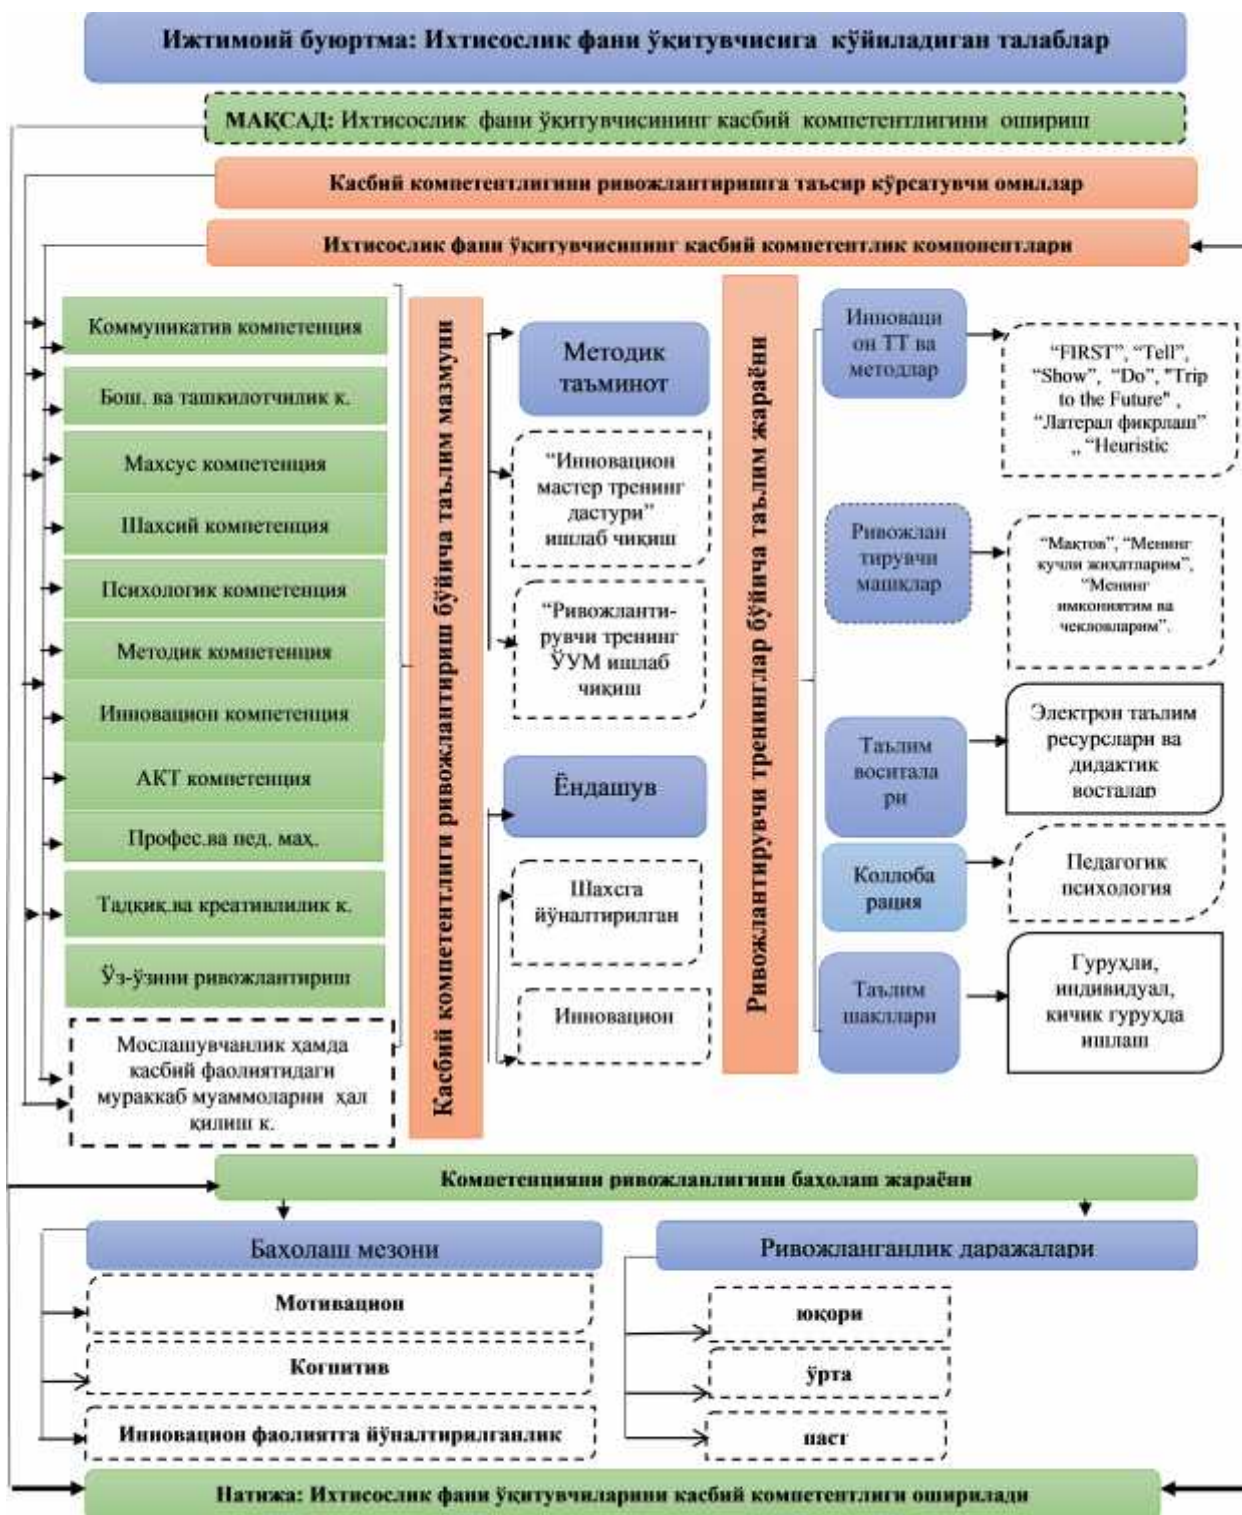 Ижтимоий буюртма: Ихтисослик фани ўқитувчисига кўйиладиган талаблар
МАҚСАД: Ихтисослик фани ўқитувчисининг касбий компетентлигини ошириш
Касбий компетентлигини ривожлантиришга таъсир кўрсатувчи омиллар
Ихтисослик фани ўқитувчисининг касбий компетентлик компонентлари
Коммуникатив компетенция
Бош. ва ташкилотчилик к.
Махсус компетенция
Шахсий компетенция
Психологик компетенция
Методик компетенция
Инновацион компетенция
АКТ компетенция
Профес.ва пед. маҳ.
Тадқиқ.ва креативлилик к.
Ўз-ўзини ривожлантириш
Мослашувчанлик ҳамда
касбий фаолиятидаги
мураккаб муаммоларни ҳал
қилиш к.
Касбий компетентлиги ривожлантириш бўйича таълим мазмуни
Методик
таъминот
“Инновацион
мастер тренинг
дастури”
ишлаб чиқиш
“Ривожланти-
рувчи тренинг
ЎУМ ишлаб
чиқиш
Ёндашув
Шахсга
йўналтирилган
Инновацион
Ривожлантирувчи тренинглар бўйича таълим жараёни
Инноваци
он ТТ ва
методлар
“FIRST”, “Tell”,
“Show”, “Do”, "Trip
to the Future" ,
“Латерал фикрлаш”
,, “Heuristic
Ривожлан
тирувчи
машқлар
“Мақтов”, “Менинг
кучли жиҳатларим”,
“Менинг
имкониятим ва
чекловларим”.
Таълим
воситала
ри
Электрон таълим
ресурслари ва
дидактик
восталар
Коллоба
рация
Педагогик
психология
Таълим
шакллари
Гуруҳли,
индивидуал,
кичик гуруҳда
ишлаш
Компетенцияни ривожланлигини баҳолаш жараёни
Баҳолаш мезони
Мотивацион
Когнитив
Инновацион фаолиятга йўналтирилганлик
Ривожланганлик даражалари
юқори
ўрта
паст
Натижа: Ихтисослик фани ўқитувчиларини касбий компетентлиги оширилади